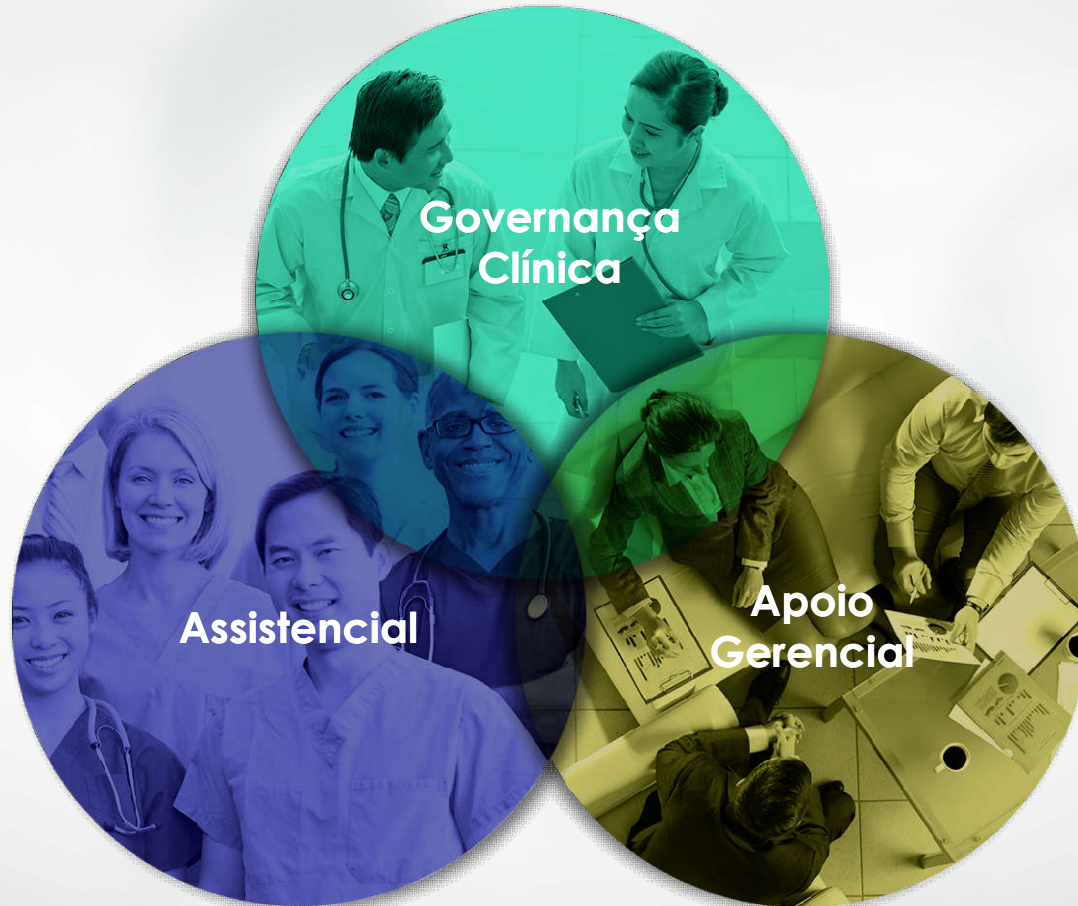 Governança
Clínica
Assistencial
Apoio
Gerencial